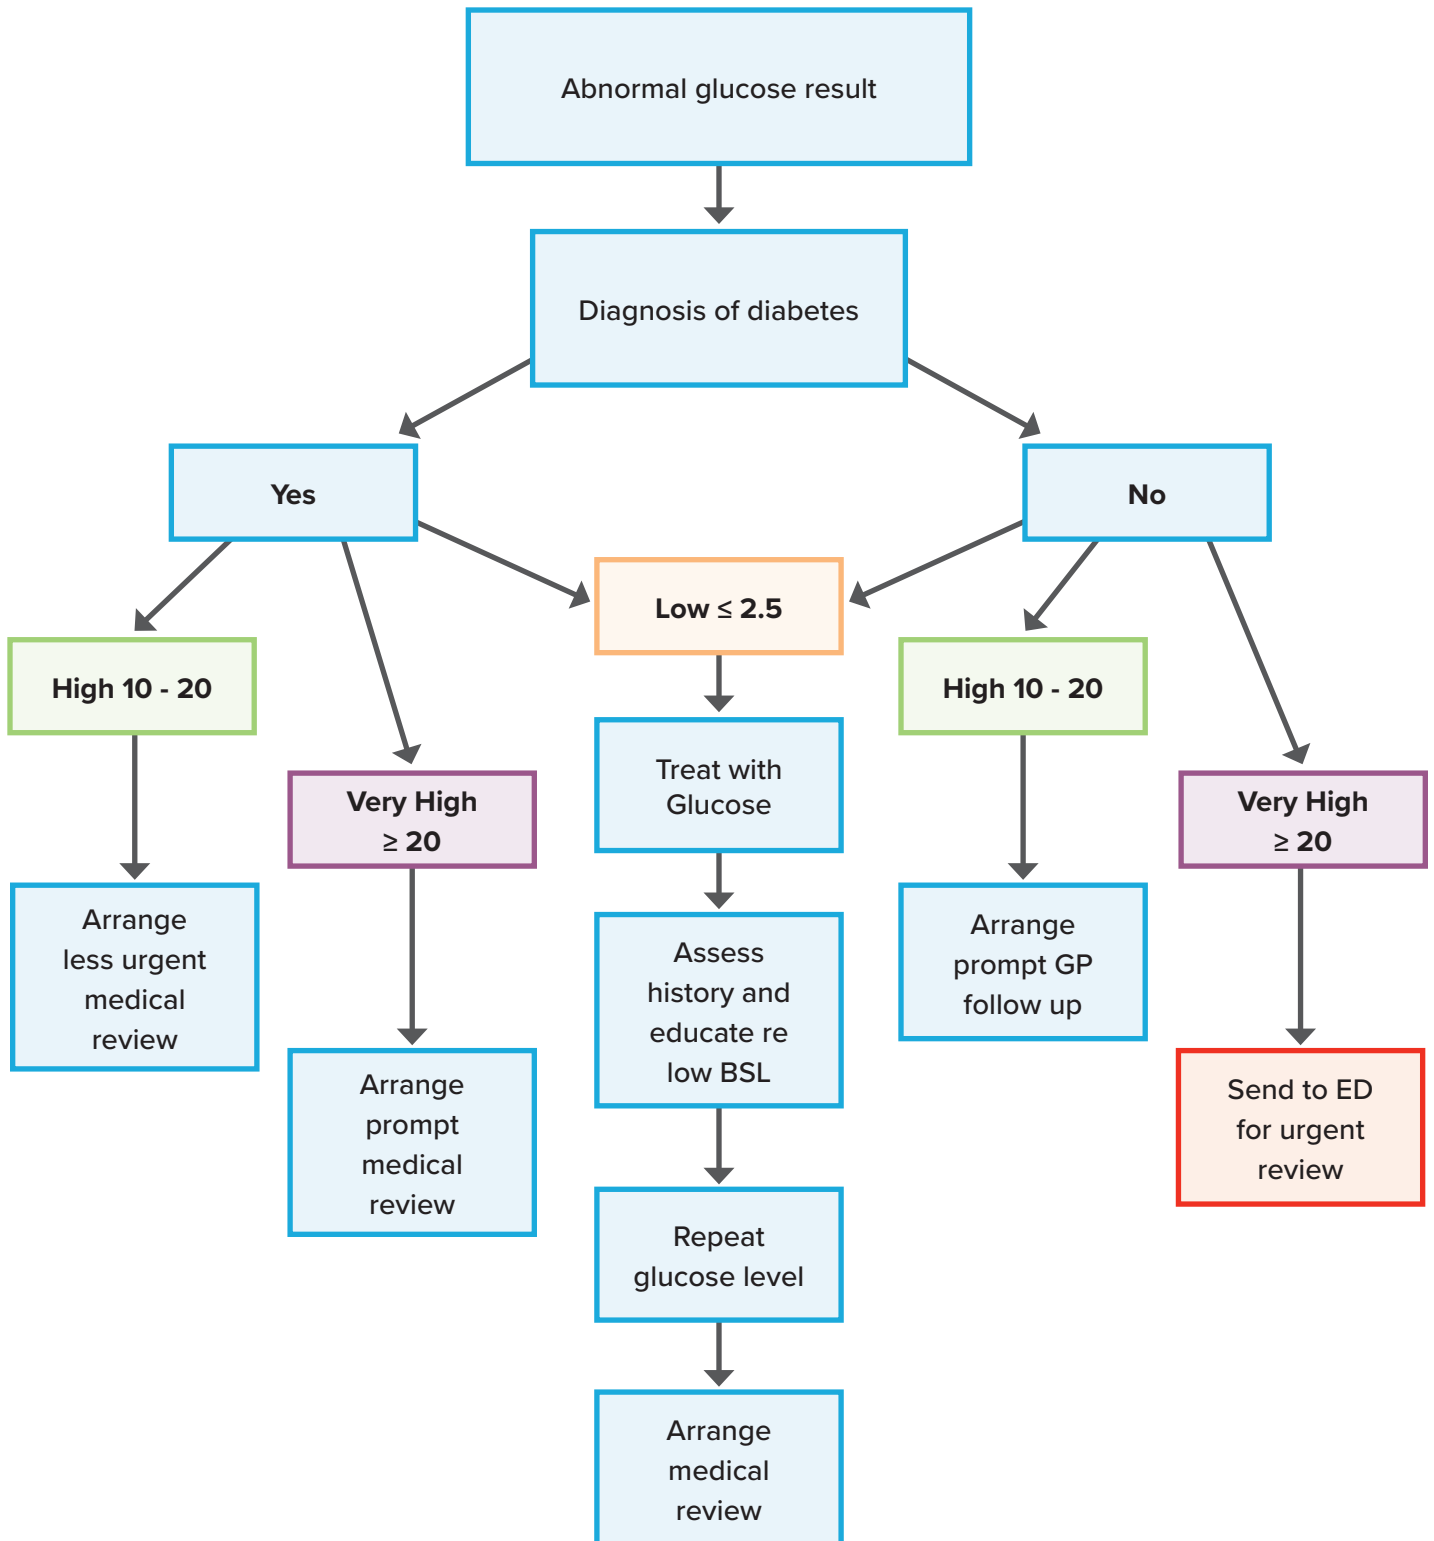 Abnormal glucose result
Diagnosis of diabetes
Yes
No
Low ≤ 2.5
High 10 - 20
High 10 - 20
Treat with
Glucose
Very High
≥ 20
Very High
≥ 20
Arrange
less urgent
medical
review
Assess
history and
educate re
low BSL
Arrange
prompt GP
follow up
Arrange
prompt
medical
review
Send to ED
for urgent
review
Repeat
glucose level
Arrange
medical
review